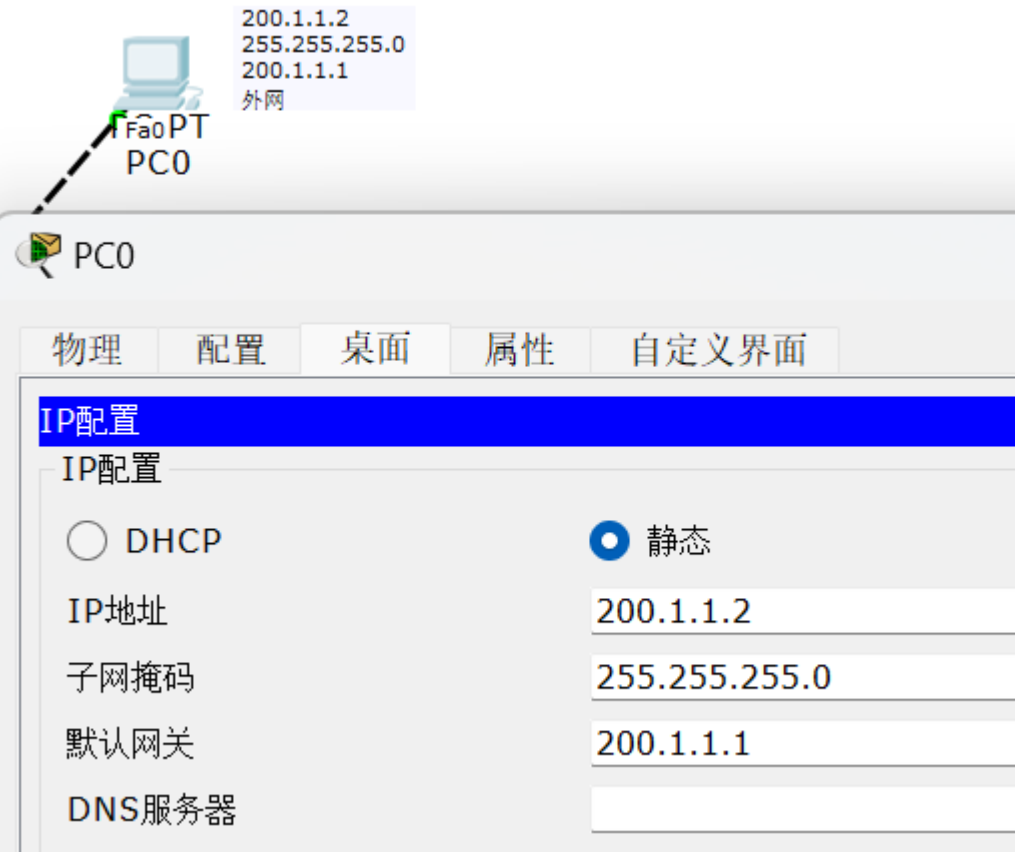 200.1.1.2
255.255.255.0
200.1.1.1
外网
Fa0 PT
PC0
PC0
物理 配置 桌面 属性 自定义界面
IP配置
IP配置
DHCP 静态
IP地址 200.1.1.2
子网掩码 255.255.255.0
默认网关 200.1.1.1
DNS服务器